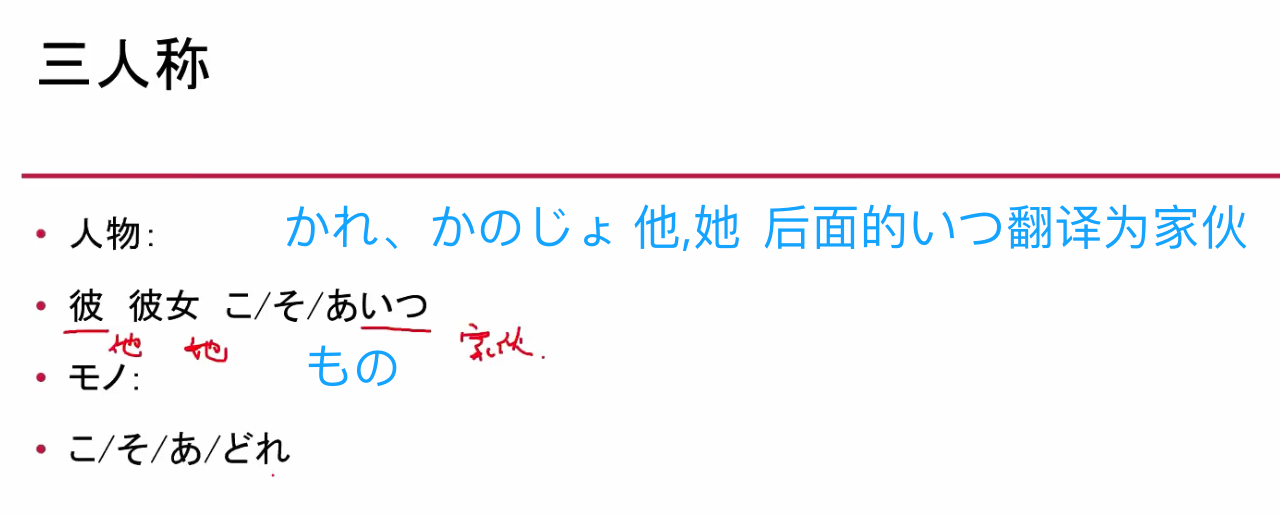 三人称
人物: かれ、かのじょ 他,她 后面的いつ翻译为家伙
彼 彼女 こ/そ/あいつ
他 她 家伙.
モノ: もの
こ/そ/あ/どれ